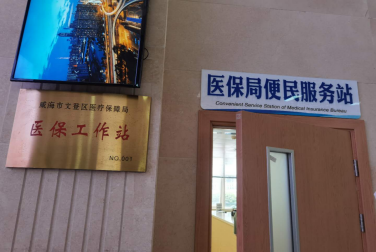 威海市文登区医疗保障局
医保工作站
NO.001
医保局便民服务站
Convenient Service Station of Medical Insurance Bureau